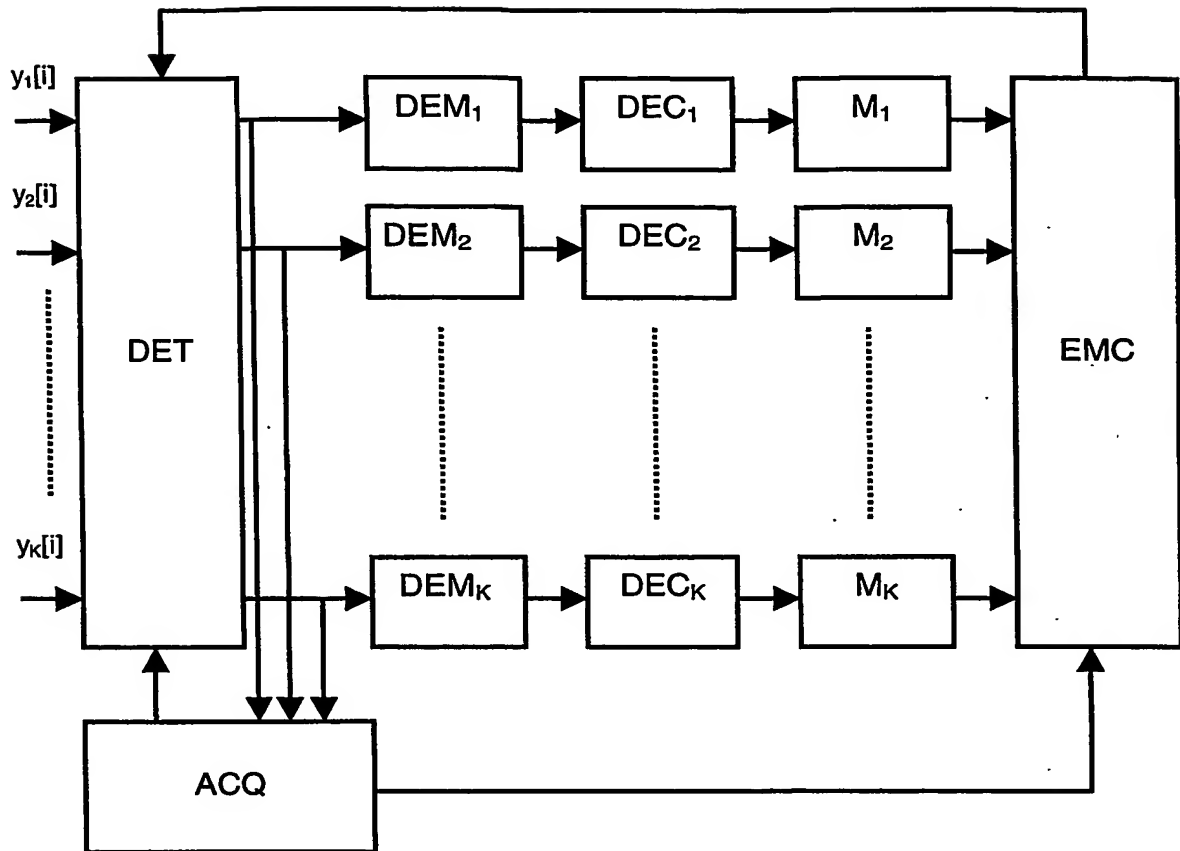 y₁[i]
DEM₁ DEC₁ M₁
y₂[i]
DEM₂ DEC₂ M₂
DET EMC
yₖ[i]
DEMₖ DECₖ Mₖ
ACQ